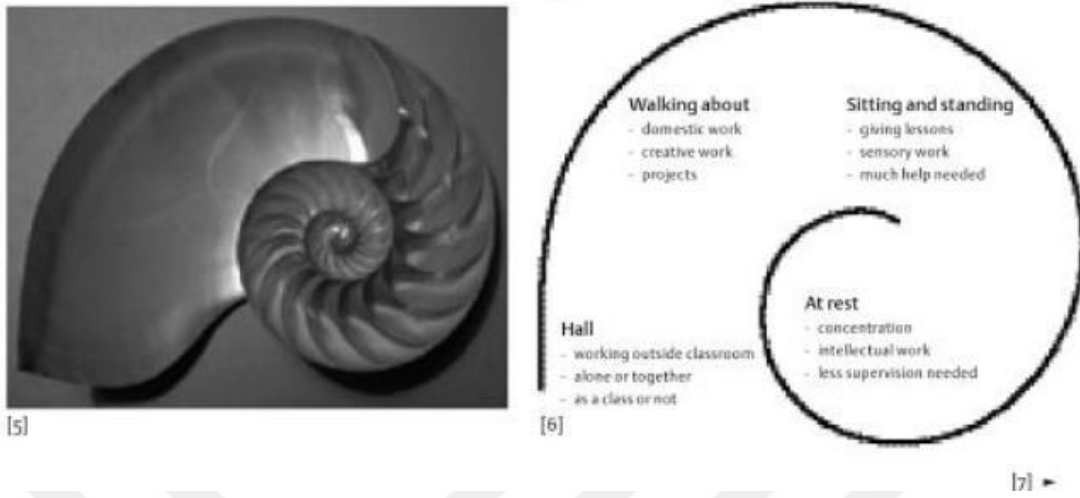 Walking about
- domestic work
- creative work
- projects
Sitting and standing
- giving lessons
- sensory work
- much help needed
At rest
- concentration
- intellectual work
- less supervision needed
Hall
- working outside classroom
- alone or together
- as a class or not
[5]
[6]
[7] ►